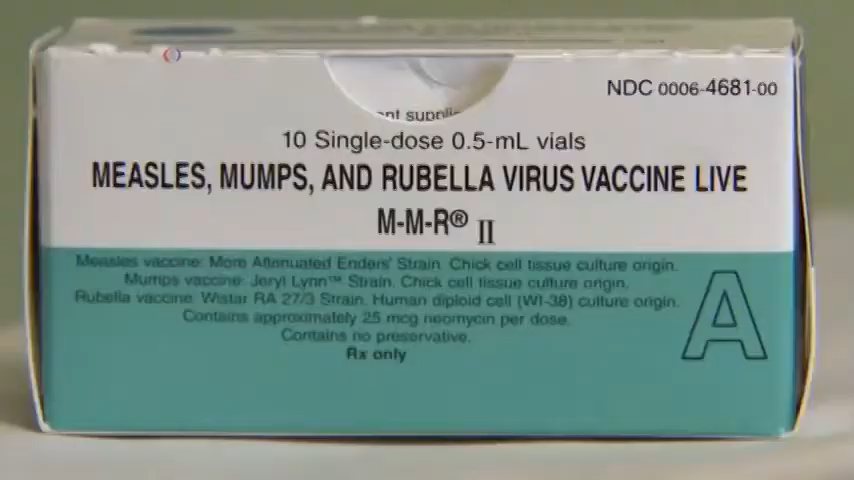 NDC 0006-4681-00
ent supplie
10 Single-dose 0.5-mL vials
MEASLES, MUMPS, AND RUBELLA VIRUS VACCINE LIVE
M-M-R® II
Measles vaccine: More Attenuated Enders' Strain. Chick cell tissue culture origin.
Mumps vaccine: Jeryl Lynn™ Strain. Chick cell tissue culture origin.
Rubella vaccine: Wistar RA 27/3 Strain. Human diploid cell (WI-38) culture origin.
Contains approximately 25 mcg neomycin per dose.
Contains no preservative.
Rx only
A